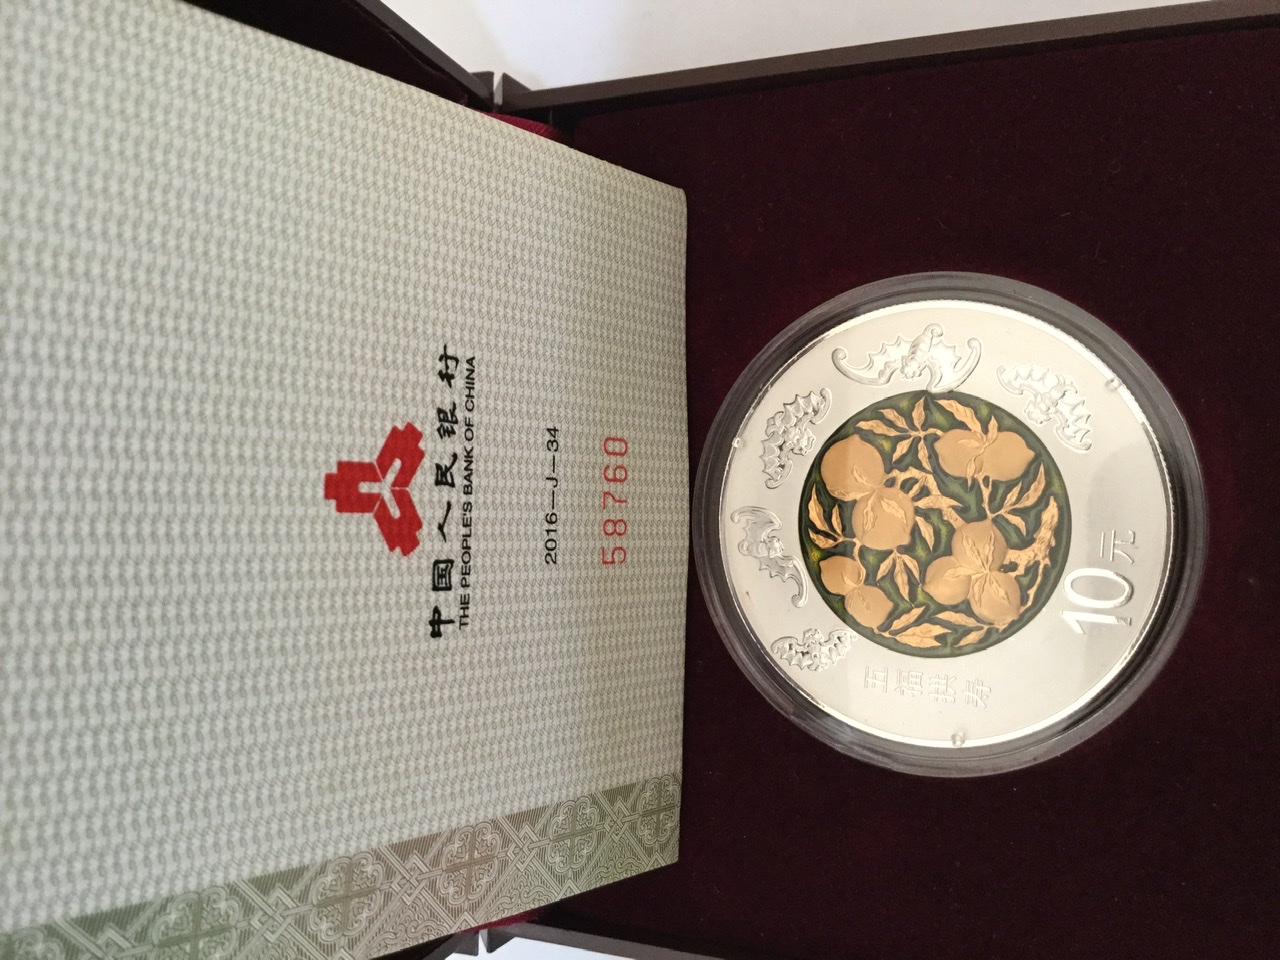 中国人民银行
THE PEOPLE'S BANK OF CHINA
2016—J—34
58760
五福拱寿
10元